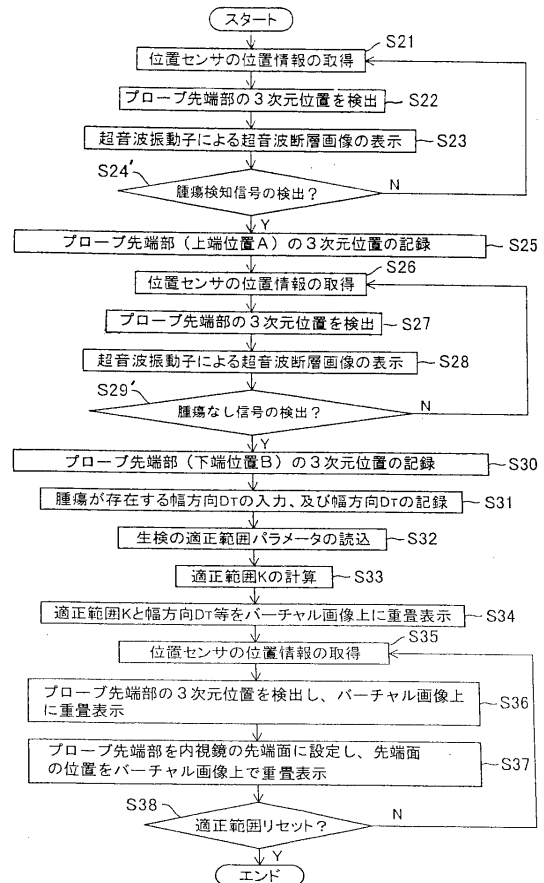 スタート
S21
位置センサの位置情報の取得
プローブ先端部の３次元位置を検出
S22
超音波振動子による超音波断層画像の表示
S23
S24'
腫瘍検知信号の検出？
N
Y
プローブ先端部（上端位置A）の３次元位置の記録
S25
S26
位置センサの位置情報の取得
プローブ先端部の３次元位置を検出
S27
超音波振動子による超音波断層画像の表示
S28
S29'
腫瘍なし信号の検出？
N
Y
プローブ先端部（下端位置B）の３次元位置の記録
S30
腫瘍が存在する幅方向DTの入力、及び幅方向DTの記録
S31
生検の適正範囲パラメータの読込
S32
適正範囲Kの計算
S33
適正範囲Kと幅方向DT等をバーチャル画像上に重畳表示
S34
S35
位置センサの位置情報の取得
プローブ先端部の３次元位置を検出し、バーチャル画像上
に重畳表示
S36
プローブ先端部を内視鏡の先端面に設定し、先端面
の位置をバーチャル画像上で重畳表示
S37
S38
適正範囲リセット？
N
Y
エンド